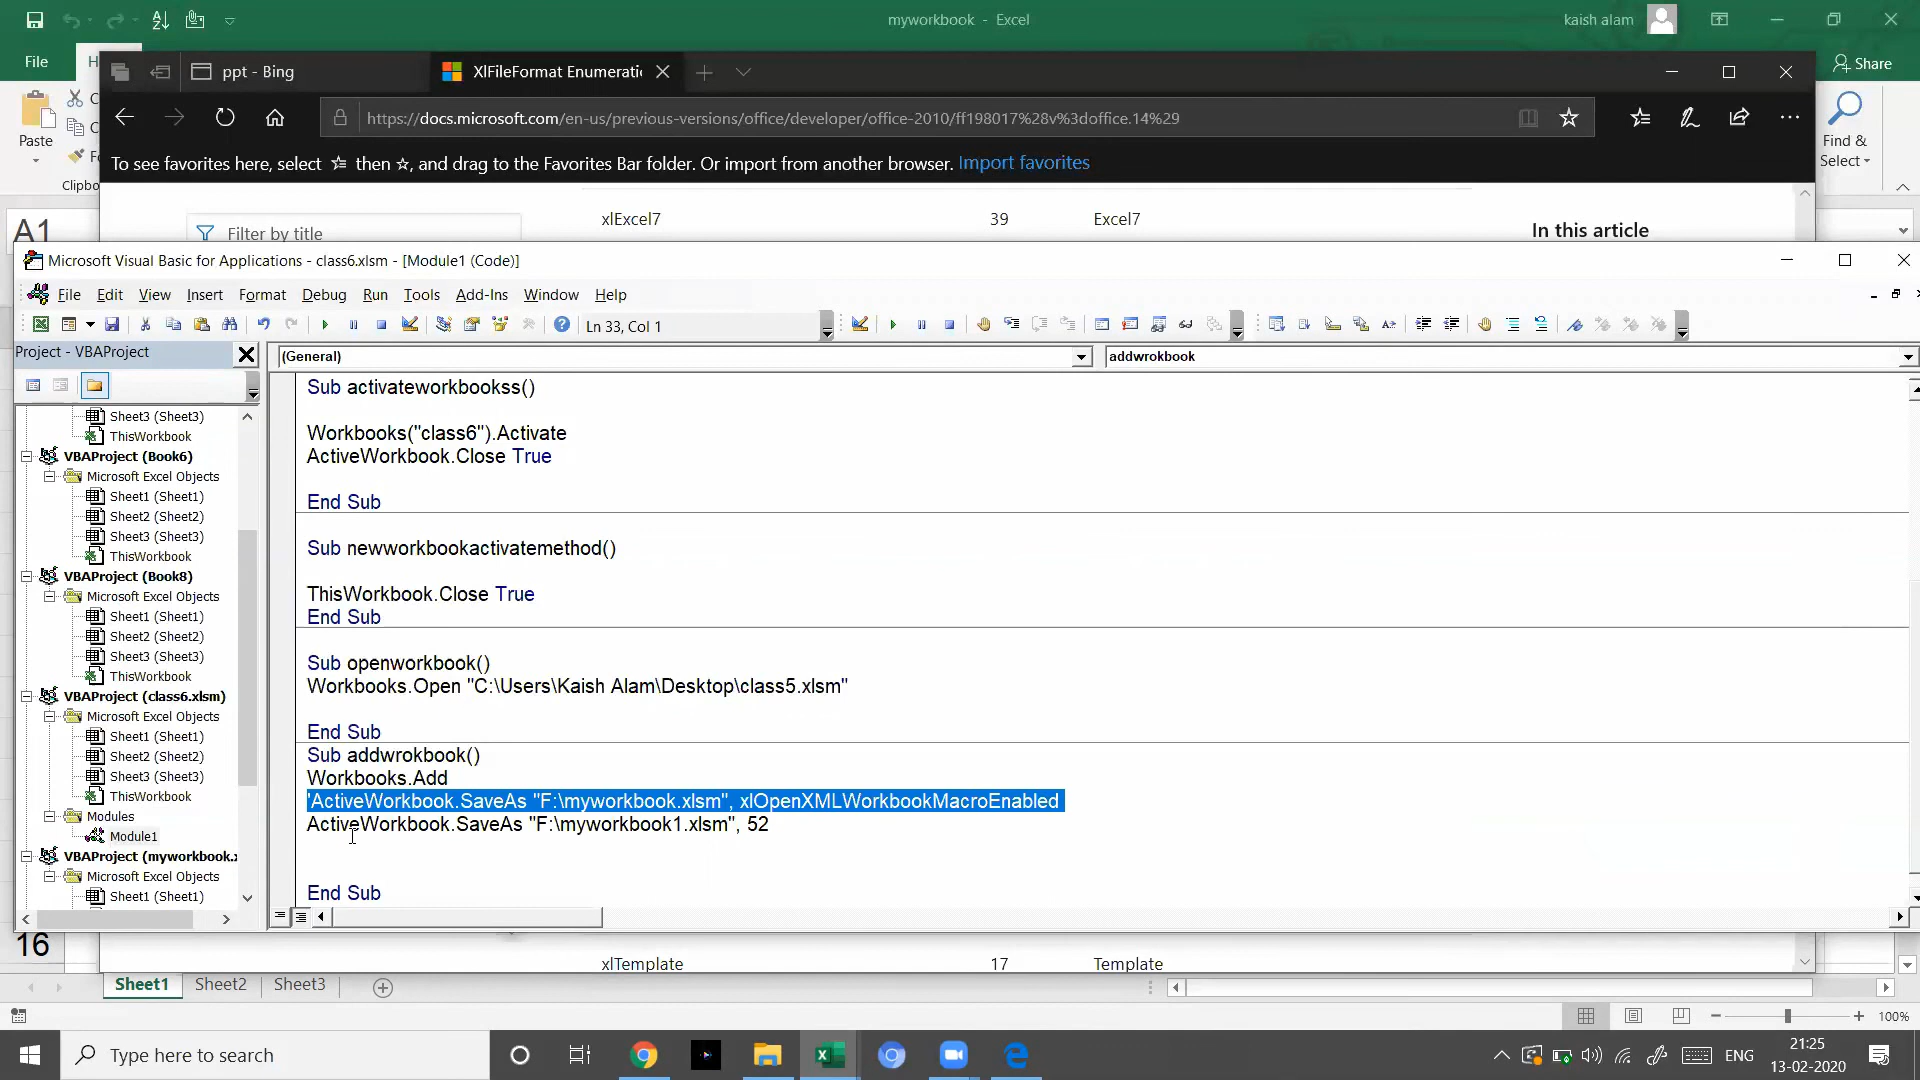 myworkbook - Excel
kaish alam
File
H
Share
ppt - Bing
XlFileFormat Enumerati
https://docs.microsoft.com/en-us/previous-versions/office/developer/office-2010/ff198017%28v%3doffice.14%29
To see favorites here, select then , and drag to the Favorites Bar folder. Or import from another browser. Import favorites
Paste
Clipb
Find &
Select
A1
Filter by title
xlExcel7 39 Excel7
In this article
Microsoft Visual Basic for Applications - class6.xlsm - [Module1 (Code)]
File Edit View Insert Format Debug Run Tools Add-Ins Window Help
Ln 33, Col 1
Project - VBAProject
(General)
addwrokbook
Sheet3 (Sheet3)
ThisWorkbook
VBAProject (Book6)
Microsoft Excel Objects
Sheet1 (Sheet1)
Sheet2 (Sheet2)
Sheet3 (Sheet3)
ThisWorkbook
VBAProject (Book8)
Microsoft Excel Objects
Sheet1 (Sheet1)
Sheet2 (Sheet2)
Sheet3 (Sheet3)
ThisWorkbook
VBAProject (class6.xlsm)
Microsoft Excel Objects
Sheet1 (Sheet1)
Sheet2 (Sheet2)
Sheet3 (Sheet3)
ThisWorkbook
Modules
Module1
VBAProject (myworkbook.x
Microsoft Excel Objects
Sheet1 (Sheet1)
Sub activateworkbookss()
Workbooks("class6").Activate
ActiveWorkbook.Close True
End Sub
Sub newworkbookactivatemethod()
ThisWorkbook.Close True
End Sub
Sub openworkbook()
Workbooks.Open "C:\Users\Kaish Alam\Desktop\class5.xlsm"
End Sub
Sub addwrokbook()
Workbooks.Add
'ActiveWorkbook.SaveAs "F:\myworkbook.xlsm", xlOpenXMLWorkbookMacroEnabled
ActiveWorkbook.SaveAs "F:\myworkbook1.xlsm", 52
End Sub
16
xlTemplate 17 Template
Sheet1 Sheet2 Sheet3
100%
Type here to search
ENG
21:25
13-02-2020